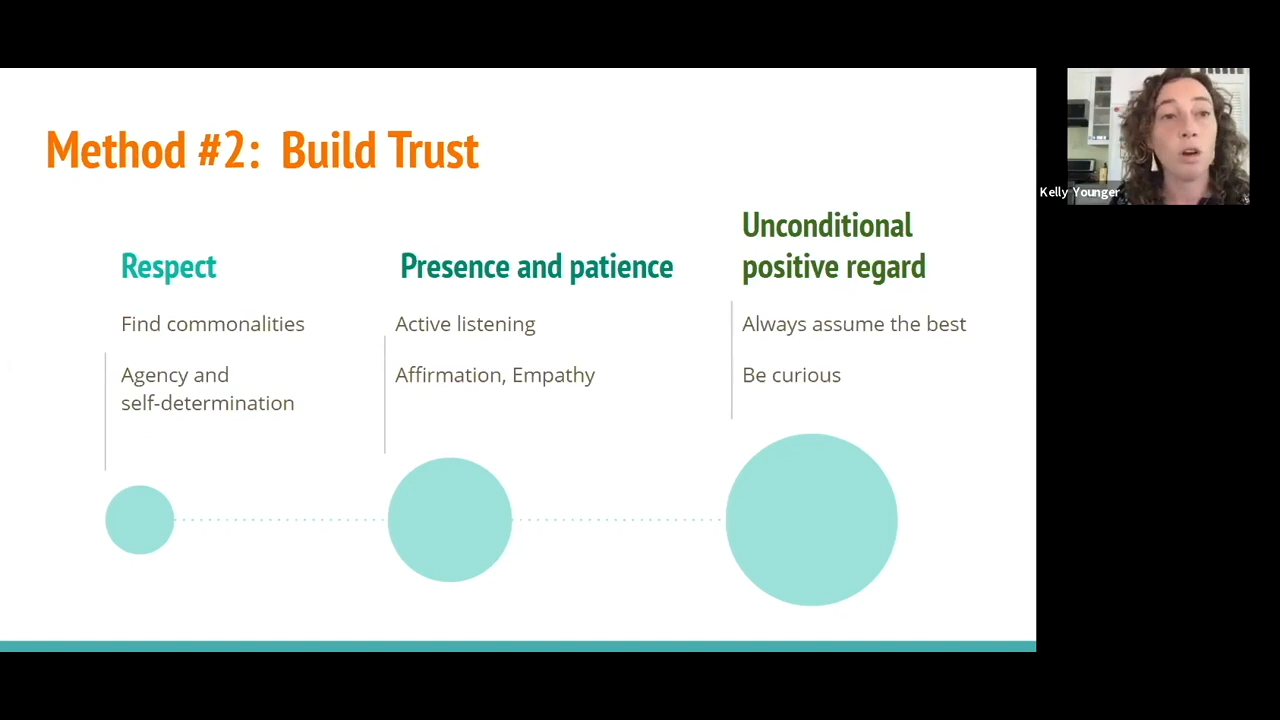 Method #2: Build Trust
Kelly Younger
Respect
Find commonalities
Agency and
self-determination
Presence and patience
Active listening
Affirmation, Empathy
Unconditional
positive regard
Always assume the best
Be curious